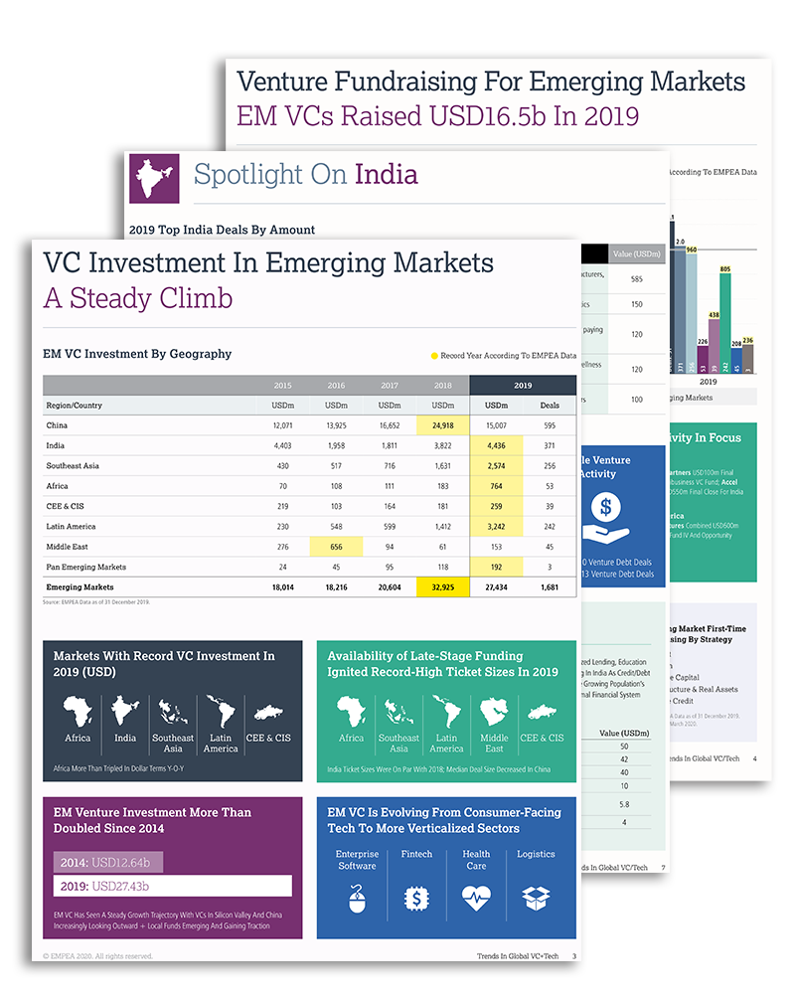 Venture Fundraising For Emerging Markets
EM VCs Raised USD16.5b In 2019
According To EMPEA Data
2.0
960
226
438
805
208
236
371
256
53
39
242
45
3
2019
ging Markets
ivity In Focus
artners USD100m Final
business VC Fund; Accel
D550m Final Close For India
rica
tures Combined USD600m
Fund IV And Opportunity
ng Market First-Time
ising By Strategy
e Capital
ucture & Real Assets
e Credit
A Data as of 31 December 2019.
March 2020.
ends In Global VC/Tech 4
Spotlight On India
2019 Top India Deals By Amount
Value (USDm)
cturers,
585
ics
150
paying
120
ellness
120
rs
100
le Venture
Activity
$
0 Venture Debt Deals
13 Venture Debt Deals
zed Lending, Education
g In India As Credit/Debt
e Growing Population's
mal Financial System
Value (USDm)
50
42
40
10
5.8
4
ds In Global VC/Tech 7
VC Investment In Emerging Markets
A Steady Climb
EM VC Investment By Geography
Record Year According To EMPEA Data
2015 2016 2017 2018 2019
Region/Country USDm USDm USDm USDm USDm Deals
China 12,071 13,925 16,652 24,918 15,007 595
India 4,403 1,958 1,811 3,822 4,436 371
Southeast Asia 430 517 716 1,631 2,574 256
Africa 70 108 111 183 764 53
CEE & CIS 219 103 164 181 259 39
Latin America 230 548 599 1,412 3,242 242
Middle East 276 656 94 61 153 45
Pan Emerging Markets 24 45 95 118 192 3
Emerging Markets 18,014 18,216 20,604 32,925 27,434 1,681
Source: EMPEA Data as of 31 December 2019.
Markets With Record VC Investment In
2019 (USD)
Africa
India
Southeast
Asia
Latin
America
CEE & CIS
Africa More Than Tripled In Dollar Terms Y-O-Y
Availability of Late-Stage Funding
Ignited Record-High Ticket Sizes In 2019
Africa
Southeast
Asia
Latin
America
Middle
East
CEE & CIS
India Ticket Sizes Were On Par With 2018; Median Deal Size Decreased In China
EM Venture Investment More Than
Doubled Since 2014
2014: USD12.64b
2019: USD27.43b
EM VC Has Seen A Steady Growth Trajectory With VCs In Silicon Valley And China
Increasingly Looking Outward + Local Funds Emerging And Gaining Traction
EM VC Is Evolving From Consumer-Facing
Tech To More Verticalized Sectors
Enterprise
Software
Fintech
Health
Care
Logistics
$
© EMPEA 2020. All rights reserved.
Trends In Global VC+Tech 3